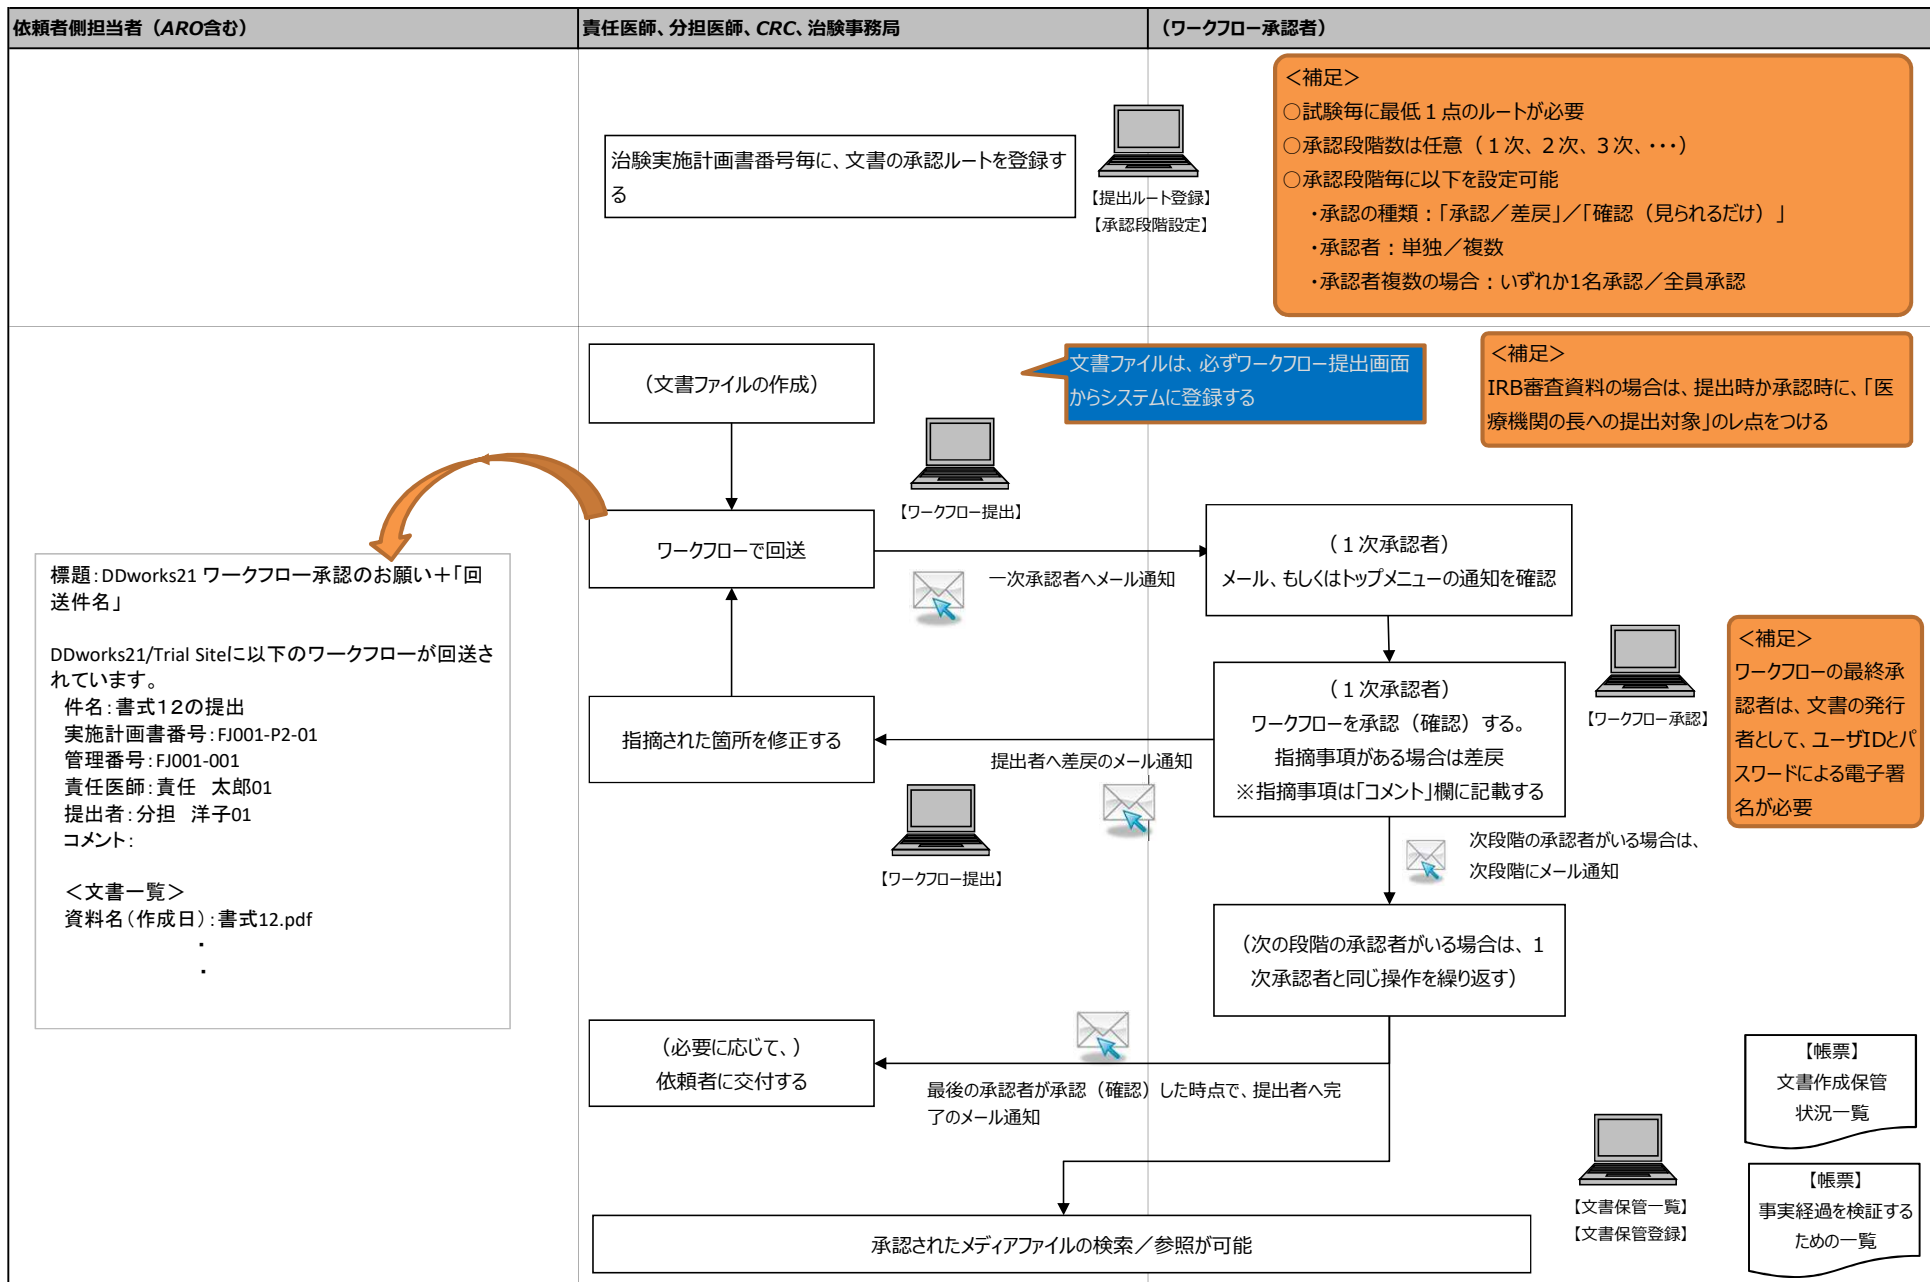 依頼者側担当者（ARO含む）
責任医師、分担医師、CRC、治験事務局
（ワークフロー承認者）
治験実施計画書番号毎に、文書の承認ルートを登録す
る
【提出ルート登録】
【承認段階設定】
＜補足＞
○試験毎に最低１点のルートが必要
○承認段階数は任意（１次、２次、３次、・・・）
○承認段階毎に以下を設定可能
・承認の種類：「承認／差戻」／「確認（見られるだけ）」
・承認者：単独／複数
・承認者複数の場合：いずれか1名承認／全員承認
（文書ファイルの作成）
文書ファイルは、必ずワークフロー提出画面
からシステムに登録する
＜補足＞
IRB審査資料の場合は、提出時か承認時に、「医
療機関の長への提出対象」のレ点をつける
【ワークフロー提出】
ワークフローで回送
一次承認者へメール通知
（１次承認者）
メール、もしくはトップメニューの通知を確認
標題：DDworks21 ワークフロー承認のお願い＋「回
送件名」
DDworks21/Trial Siteに以下のワークフローが回送さ
れています。
件名：書式１２の提出
実施計画書番号：FJ001-P2-01
管理番号：FJ001-001
責任医師：責任　太郎01
提出者：分担　洋子01
コメント：
＜文書一覧＞
資料名（作成日）：書式12.pdf
・
・
指摘された箇所を修正する
提出者へ差戻のメール通知
【ワークフロー提出】
（１次承認者）
ワークフローを承認（確認）する。
指摘事項がある場合は差戻
※指摘事項は「コメント」欄に記載する
【ワークフロー承認】
＜補足＞
ワークフローの最終承
認者は、文書の発行
者として、ユーザIDとパ
スワードによる電子署
名が必要
次段階の承認者がいる場合は、
次段階にメール通知
（次の段階の承認者がいる場合は、1
次承認者と同じ操作を繰り返す）
（必要に応じて、）
依頼者に交付する
最後の承認者が承認（確認）した時点で、提出者へ完
了のメール通知
【帳票】
文書作成保管
状況一覧
【文書保管一覧】
【文書保管登録】
【帳票】
事実経過を検証する
ための一覧
承認されたメディアファイルの検索／参照が可能